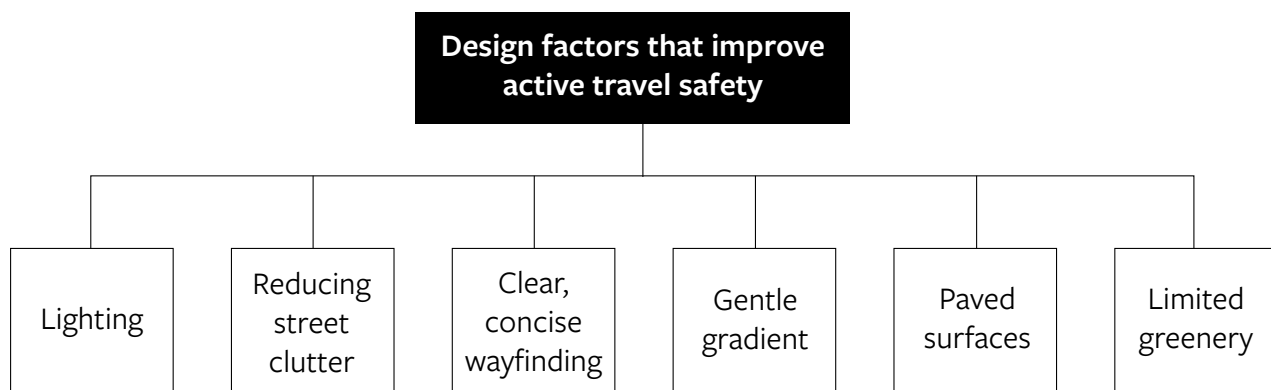 Design factors that improve
active travel safety
Lighting
Reducing
street
clutter
Clear,
concise
wayfinding
Gentle
gradient
Paved
surfaces
Limited
greenery